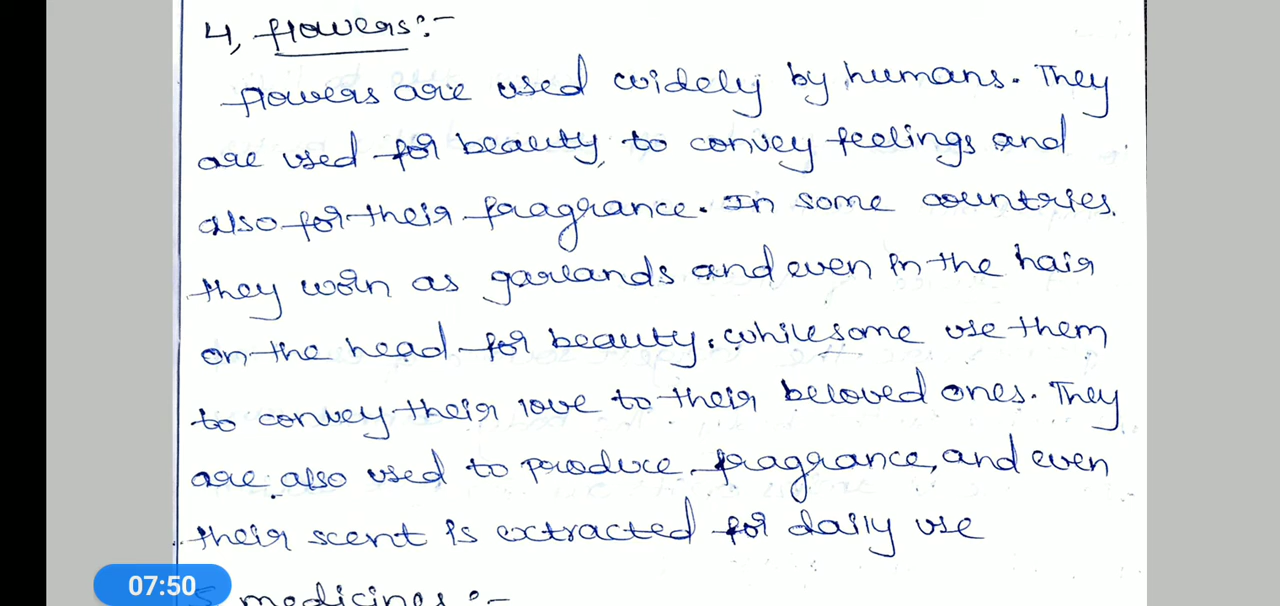 4, flowers:-
flowers are used widely by humans. They
are used for beauty, to convey feelings and
also for their fragrance. In some countries.
they worn as garlands and even in the hair
on the head for beauty. while some use them
to convey their love to their beloved ones. They
are also used to produce fragrance, and even
their scent is extracted for daily use
07:50
5 medicines:-